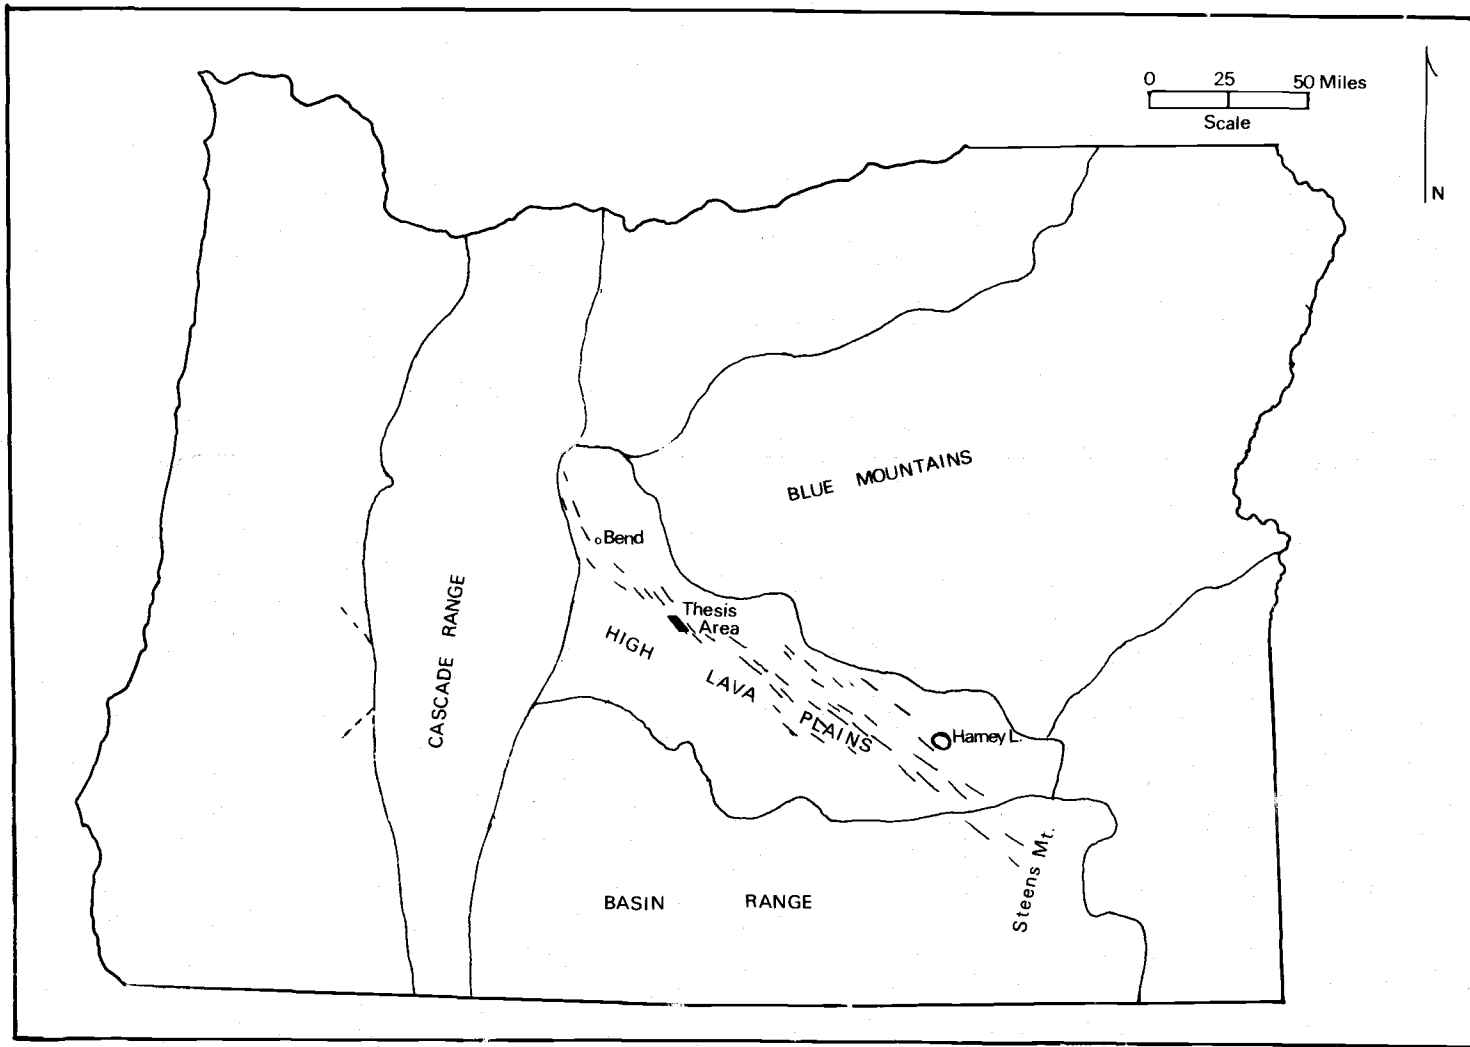 0 25 50 Miles
Scale
N
BLUE MOUNTAINS
Bend
CASCADE RANGE
Thesis
Area
HIGH LAVA PLAINS
Harney L.
Steens Mt.
BASIN RANGE